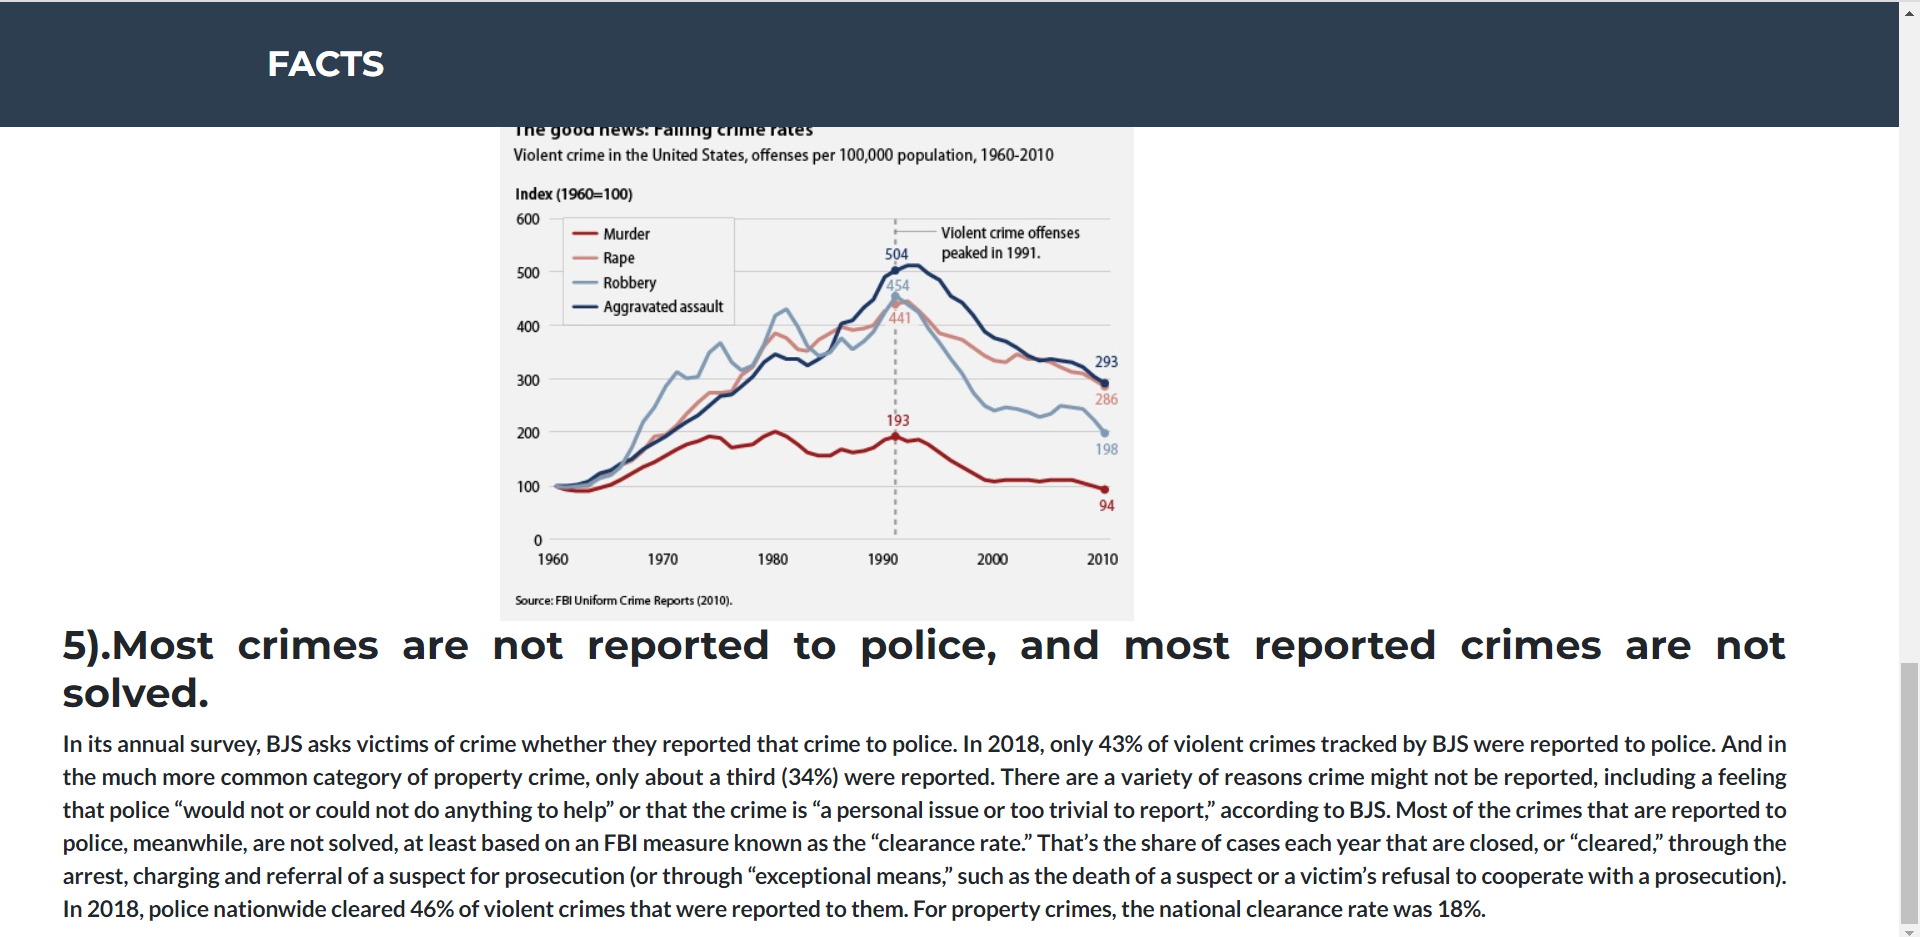 FACTS
The good news: Falling crime rates
Violent crime in the United States, offenses per 100,000 population, 1960-2010
Index (1960=100)
600
500
400
300
200
100
0
Murder
Rape
Robbery
Aggravated assault
Violent crime offenses
peaked in 1991.
504
454
441
193
293
286
198
94
1960 1970 1980 1990 2000 2010
Source: FBI Uniform Crime Reports (2010).
5).Most crimes are not reported to police, and most reported crimes are not
solved.
In its annual survey, BJS asks victims of crime whether they reported that crime to police. In 2018, only 43% of violent crimes tracked by BJS were reported to police. And in
the much more common category of property crime, only about a third (34%) were reported. There are a variety of reasons crime might not be reported, including a feeling
that police “would not or could not do anything to help” or that the crime is “a personal issue or too trivial to report,” according to BJS. Most of the crimes that are reported to
police, meanwhile, are not solved, at least based on an FBI measure known as the “clearance rate.” That’s the share of cases each year that are closed, or “cleared,” through the
arrest, charging and referral of a suspect for prosecution (or through “exceptional means,” such as the death of a suspect or a victim’s refusal to cooperate with a prosecution).
In 2018, police nationwide cleared 46% of violent crimes that were reported to them. For property crimes, the national clearance rate was 18%.